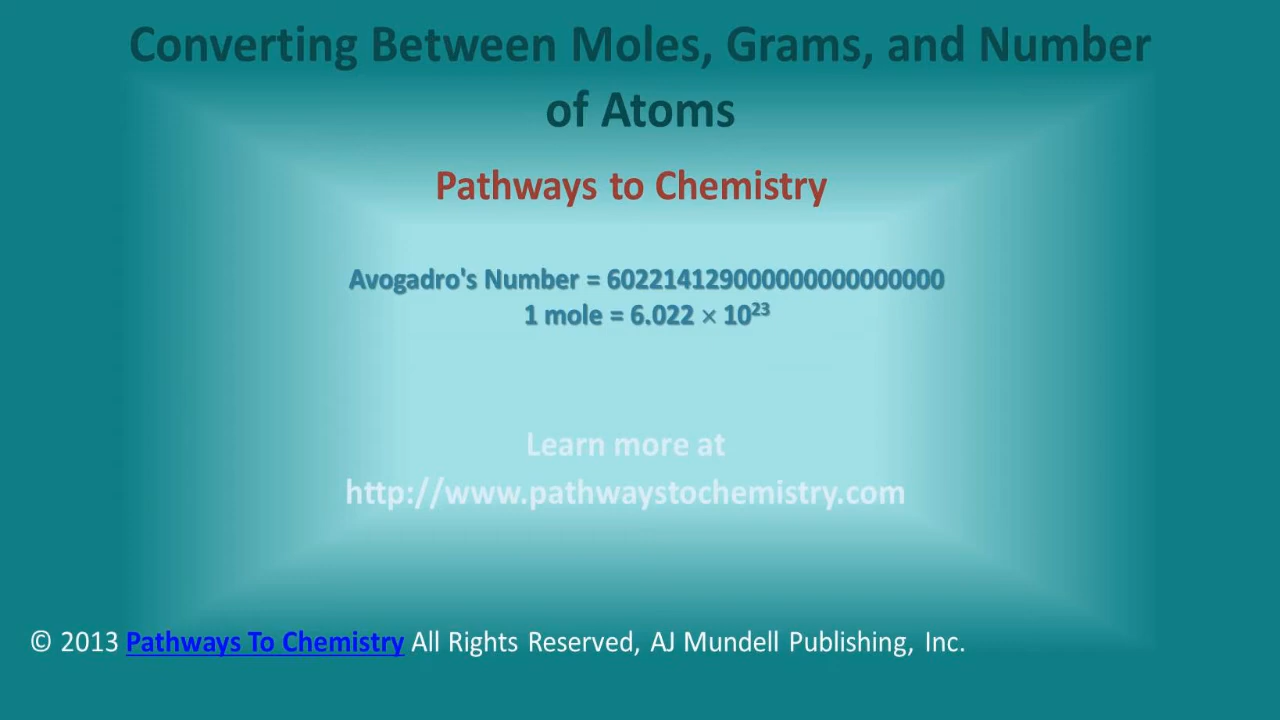 Converting Between Moles, Grams, and Number
of Atoms
Pathways to Chemistry
Avogadro's Number = 602214129000000000000000
1 mole = 6.022 × 10²³
Learn more at
http://www.pathwaystochemistry.com
© 2013 Pathways To Chemistry All Rights Reserved, AJ Mundell Publishing, Inc.